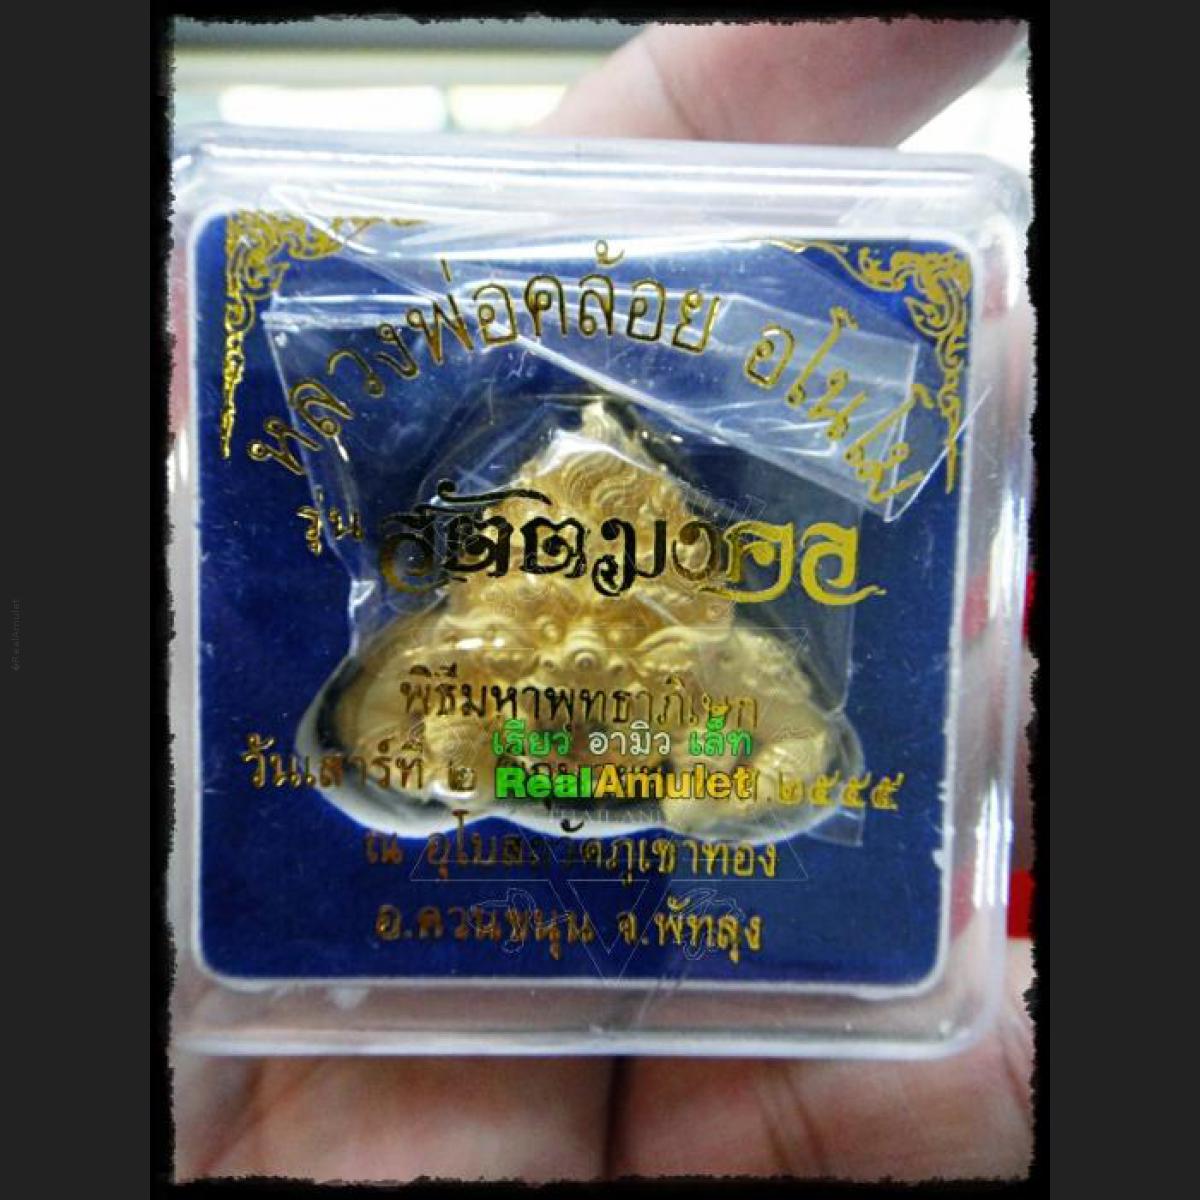 หลวงพ่อคล้อย อโนโม
รุ่น
พิธีมหาพุทธาภิเษก
วันเสาร์ที่ ๒ ๒๕๕๕
ณ อุโบสถวัดภูเขาทอง
อ.ควนขนุน จ.พัทลุง
เรียว อามิว เล็ท
RealAmulet
THAILAND
©RealAmulet